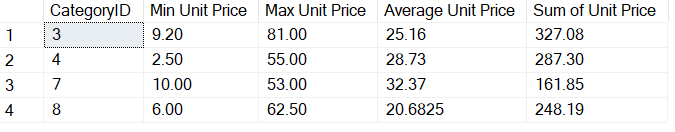 CategoryID Min Unit Price Max Unit Price Average Unit Price Sum of Unit Price
1 3 9.20 81.00 25.16 327.08
2 4 2.50 55.00 28.73 287.30
3 7 10.00 53.00 32.37 161.85
4 8 6.00 62.50 20.6825 248.19